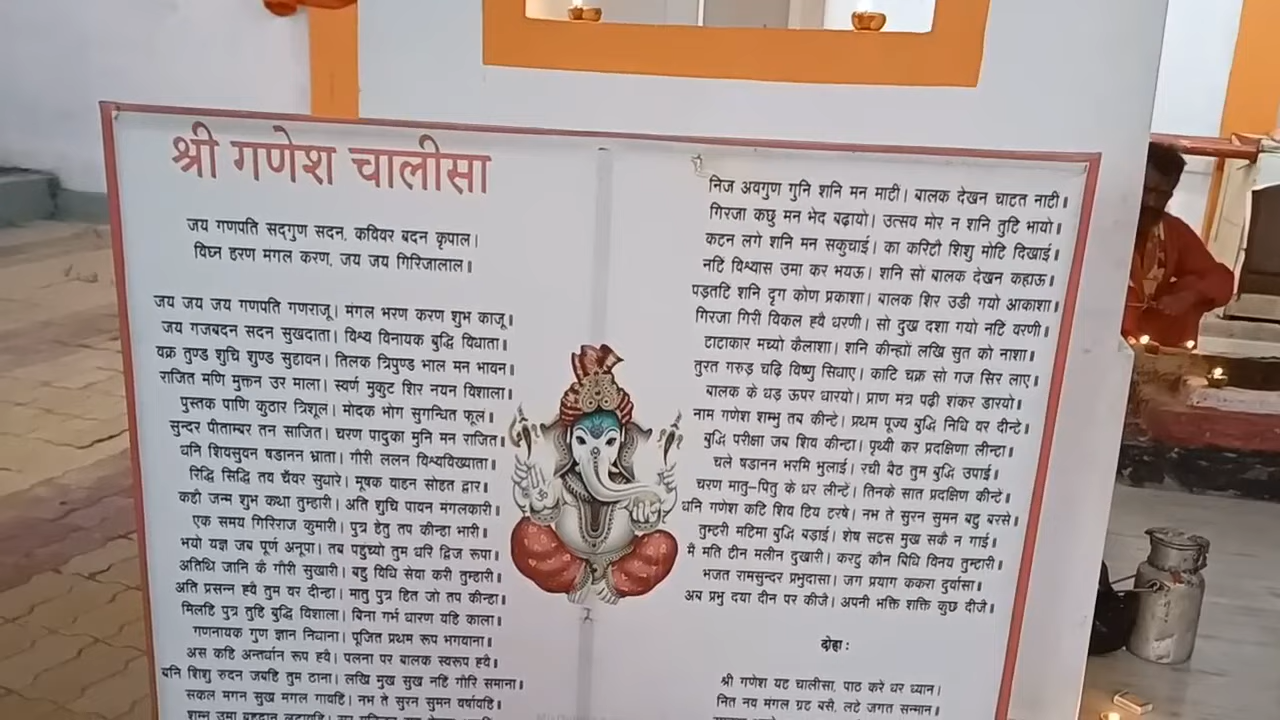 श्री गणेश चालीसा
जय गणपति सद्गुण सदन, कविवर बदन कृपाल।
विघ्न हरण मंगल करण, जय जय गिरिजालाल॥
जय जय जय गणपति गणराजू। मंगल भरण करण शुभ काजू॥
जय गजबदन सदन सुखदाता। विश्व विनायक बुद्धि विधाता॥
वक्र तुण्ड शुचि शुण्ड सुहावन। तिलक त्रिपुण्ड भाल मन भावन॥
राजित मणि मुक्तन उर माला। स्वर्ण मुकुट शिर नयन विशाला॥
पुस्तक पाणि कुठार त्रिशूलं। मोदक भोग सुगन्धित फूलं॥
सुन्दर पीताम्बर तन साजित। चरण पादुका मुनि मन राजित॥
धनि शिवसुवन षडानन भ्राता। गौरी ललन विश्वविख्याता॥
रिद्धि सिद्धि तव चँवर सुधारे। मूषक वाहन सोहत द्वार॥
कहौ जन्म शुभ कथा तुम्हारी। अति शुचि पावन मंगलकारी॥
एक समय गिरिराज कुमारी। पुत्र हेतु तप कीन्हा भारी॥
भयो यज्ञ जब पूर्ण अनूपा। तब पहुंच्यो तुम धरि द्विज रूपा॥
अतिथि जानि कै गौरी सुखारी। बहु विधि सेवा करी तुम्हारी॥
अति प्रसन्न ह्वै तुम वर दीन्हा। मातु पुत्र हित जो तप कीन्हा॥
मिलहि पुत्र तुहि बुद्धि विशाला। बिना गर्भ धारण यहि काला॥
गणनायक गुण ज्ञान निधाना। पूजित प्रथम रूप भगवाना॥
अस कहि अन्तर्धान रूप ह्वै। पलना पर बालक स्वरूप ह्वै॥
बनि शिशु रुदन जबहि तुम ठाना। लखि मुख सुख नहिं गौरि समाना॥
सकल मगन सुख मंगल गावहिं। नभ ते सुरन सुमन वर्षावहिं॥
निज अवगुण गुनि शनि मन माहीं। बालक देखन चाहत नाहीं॥
गिरजा कछु मन भेद बढ़ायो। उत्सव मोर न शनि तुहि भायो॥
कहन लगे शनि मन सकुचाई। का करिहौ शिशु मोहि दिखाई॥
नहिं विश्वास उमा कर भयऊ। शनि सों बालक देखन कहाऊ॥
पड़तहिं शनि दृग कोण प्रकाशा। बालक शिर उड़ी गयो आकाशा॥
गिरजा गिरीं विकल ह्वै धरणी। सो दुख दशा गयो नहिं वरणी॥
हाहाकार मच्यो कैलाशा। शनि कीन्ह्यों लखि सुत को नाशा॥
तुरत गरुड़ चढ़ि विष्णु सिधाए। काटि चक्र सो गज सिर लाए॥
बालक के धड़ ऊपर धारयो। प्राण मंत्र पढ़ी शंकर डारयो॥
नाम गणेश शम्भु तब कीन्हे। प्रथम पूज्य बुद्धि निधि वर दीन्हे॥
बुद्धि परीक्षा जब शिव कीन्हा। पृथ्वी कर प्रदक्षिणा लीन्हा॥
चले षडानन भरमि भुलाई। रची बैठ तुम बुद्धि उपाई॥
चरण मातु-पितु के धर लीन्हें। तिनके सात प्रदक्षिण कीन्हें॥
धनि गणेश कहि शिव हिय हरषे। नभ ते सुरन सुमन बहु बरसे॥
तुम्हरी महिमा बुद्धि बड़ाई। शेष सहस मुख सकै न गाई॥
मैं मति हीन मलीन दुखारी। करहुं कौन बिधि विनय तुम्हारी॥
भजत रामसुन्दर प्रभुदासा। जग प्रयाग ककरा दुर्वासा॥
अब प्रभु दया दीन पर कीजे। अपनी भक्ति शक्ति कुछ दीजे॥
दोहा :
श्री गणेश यह चालीसा, पाठ करे धर ध्यान।
नित नव मंगल ग्रह बसै, लहे जगत सन्मान॥